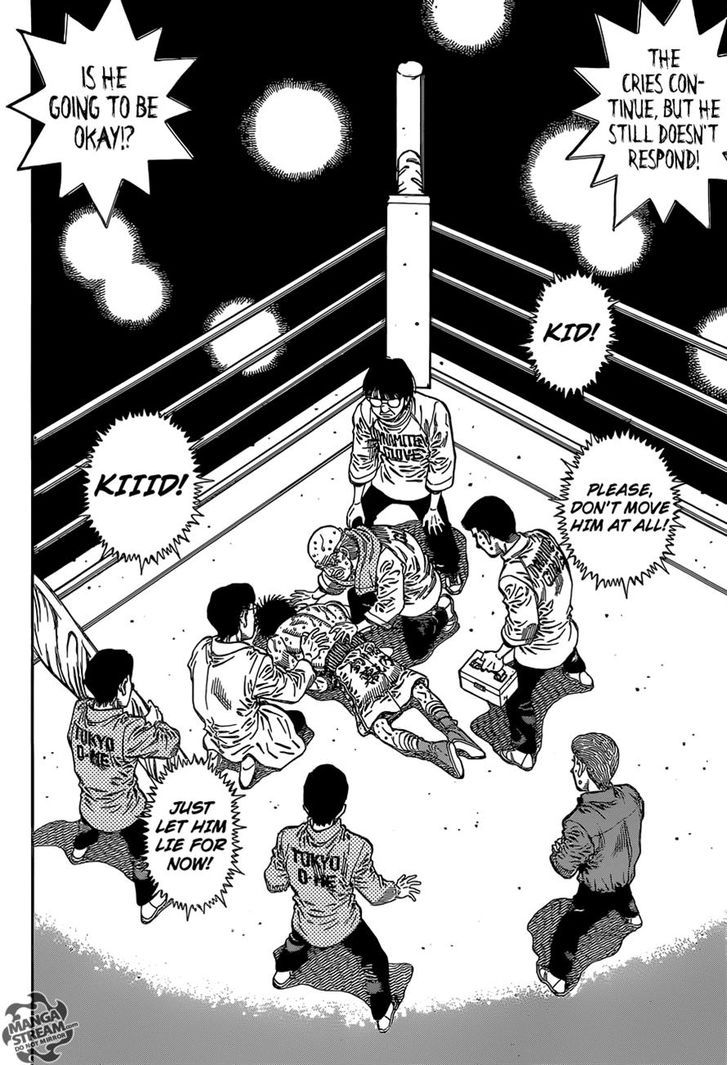 THE
CRIES CON-
TINUE, BUT HE
STILL DOESN'T
RESPOND!
IS HE
GOING TO BE
OKAY!?
KID!
KIIID!
PLEASE,
DON'T MOVE
HIM AT ALL!
GLOVE
TOKYO
D-ME
JUST
LET HIM
LIE FOR
NOW!
TOKYO
D-ME
MANGA
STREAM
.COM
DO NOT MIRROR